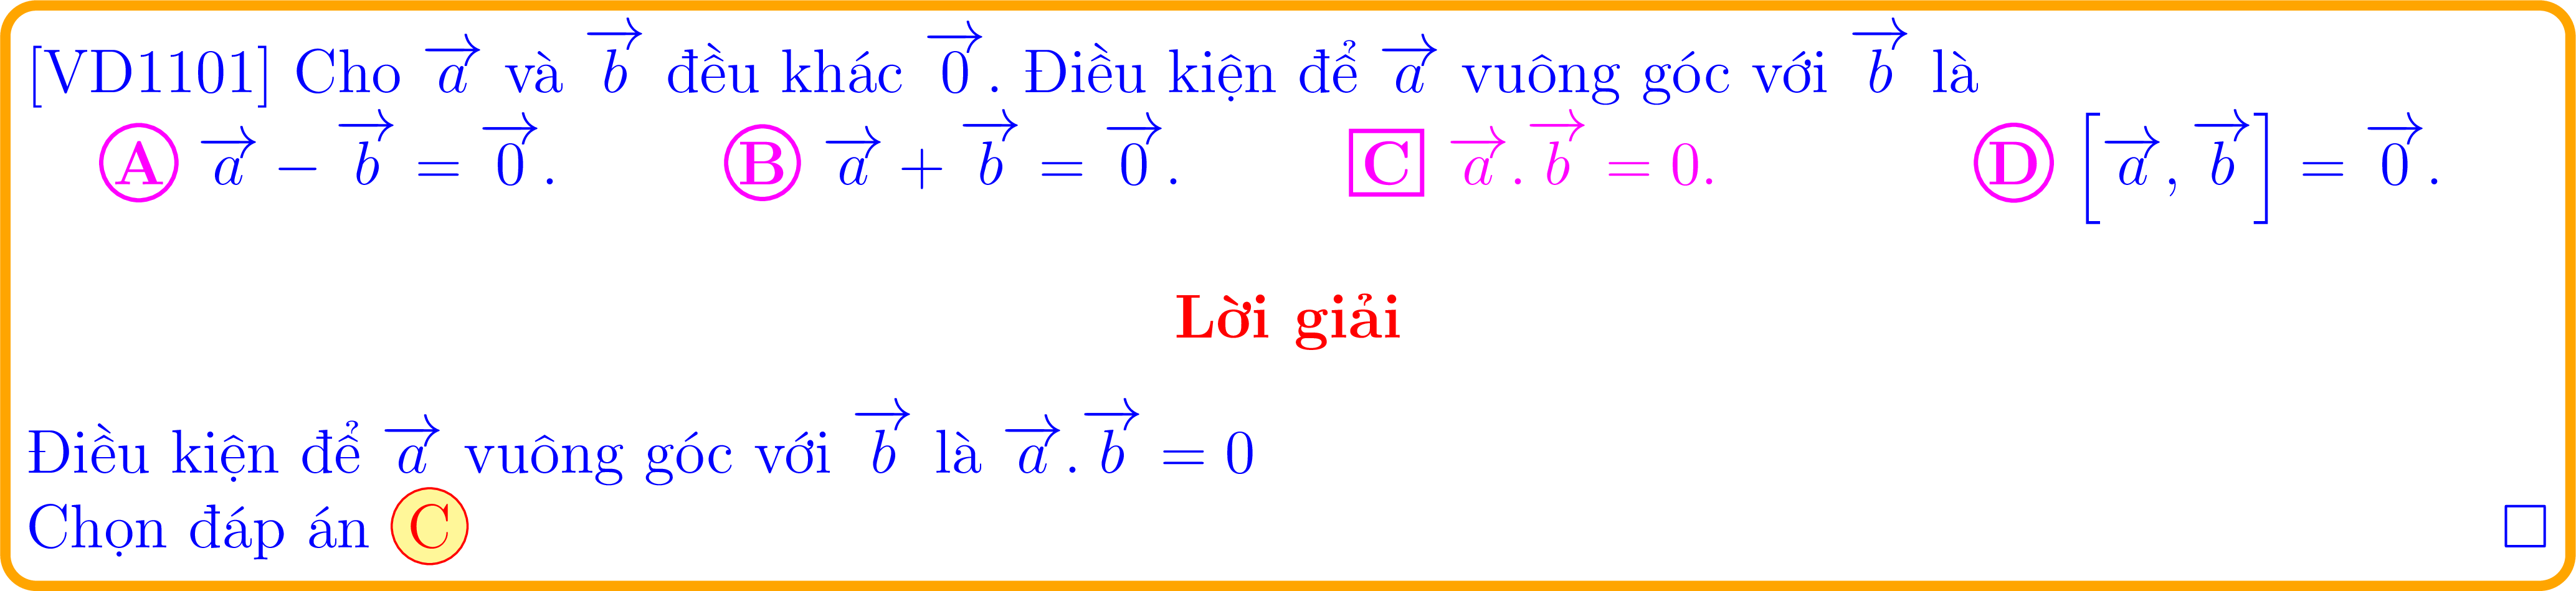 [VD1101] Cho $\overrightarrow{a}$ và $\overrightarrow{b}$ đều khác $\overrightarrow{0}$. Điều kiện để $\overrightarrow{a}$ vuông góc với $\overrightarrow{b}$ là
A $\overrightarrow{a} - \overrightarrow{b} = \overrightarrow{0}$. B $\overrightarrow{a} + \overrightarrow{b} = \overrightarrow{0}$. C $\overrightarrow{a}.\overrightarrow{b} = 0$. D $\left[\overrightarrow{a}, \overrightarrow{b}\right] = \overrightarrow{0}$.
Lời giải
Điều kiện để $\overrightarrow{a}$ vuông góc với $\overrightarrow{b}$ là $\overrightarrow{a}.\overrightarrow{b} = 0$
Chọn đáp án C □